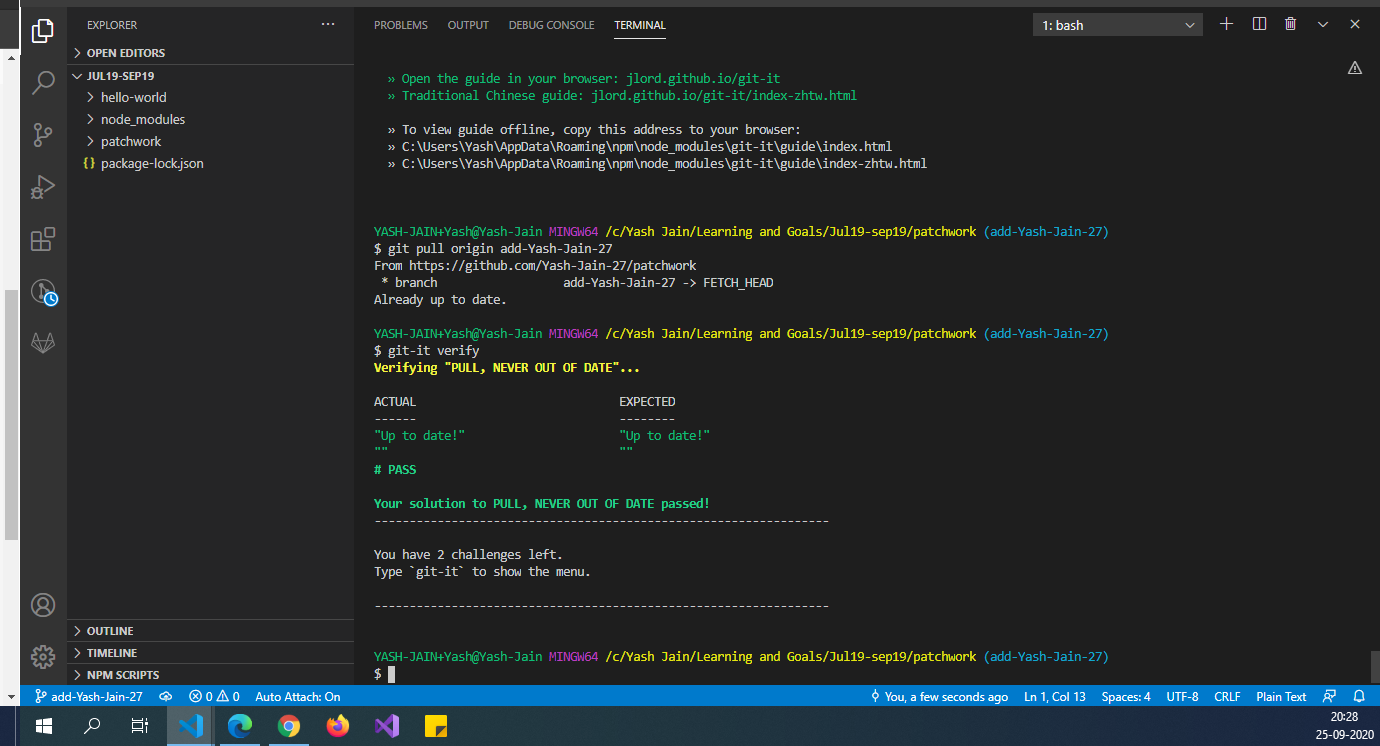 EXPLORER ...
OPEN EDITORS
JUL19-SEP19
hello-world
node_modules
patchwork
{} package-lock.json
OUTLINE
TIMELINE
NPM SCRIPTS
PROBLEMS OUTPUT DEBUG CONSOLE TERMINAL
1: bash
» Open the guide in your browser: jlord.github.io/git-it
» Traditional Chinese guide: jlord.github.io/git-it/index-zhtw.html
» To view guide offline, copy this address to your browser:
» C:\Users\Yash\AppData\Roaming\npm\node_modules\git-it\guide\index.html
» C:\Users\Yash\AppData\Roaming\npm\node_modules\git-it\guide\index-zhtw.html
YASH-JAIN+Yash@Yash-Jain MINGW64 /c/Yash Jain/Learning and Goals/Jul19-sep19/patchwork (add-Yash-Jain-27)
$ git pull origin add-Yash-Jain-27
From https://github.com/Yash-Jain-27/patchwork
* branch add-Yash-Jain-27 -> FETCH_HEAD
Already up to date.
YASH-JAIN+Yash@Yash-Jain MINGW64 /c/Yash Jain/Learning and Goals/Jul19-sep19/patchwork (add-Yash-Jain-27)
$ git-it verify
Verifying "PULL, NEVER OUT OF DATE"...
ACTUAL EXPECTED
------ --------
"Up to date!" "Up to date!"
"" ""
# PASS
Your solution to PULL, NEVER OUT OF DATE passed!
-----------------------------------------------------------------
You have 2 challenges left.
Type `git-it` to show the menu.
-----------------------------------------------------------------
YASH-JAIN+Yash@Yash-Jain MINGW64 /c/Yash Jain/Learning and Goals/Jul19-sep19/patchwork (add-Yash-Jain-27)
$
add-Yash-Jain-27 0 0 Auto Attach: On You, a few seconds ago Ln 1, Col 13 Spaces: 4 UTF-8 CRLF Plain Text
20:28
25-09-2020